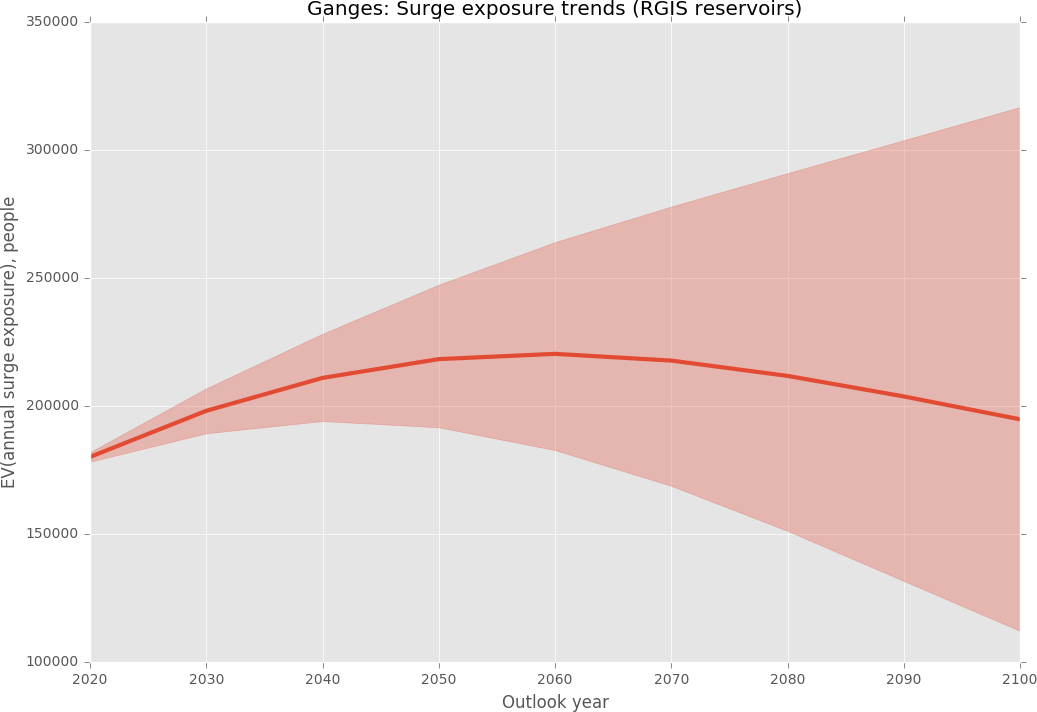 Ganges: Surge exposure trends (RGIS reservoirs)
350000
300000
250000
200000
150000
100000
EV(annual surge exposure), people
2020 2030 2040 2050 2060 2070 2080 2090 2100
Outlook year